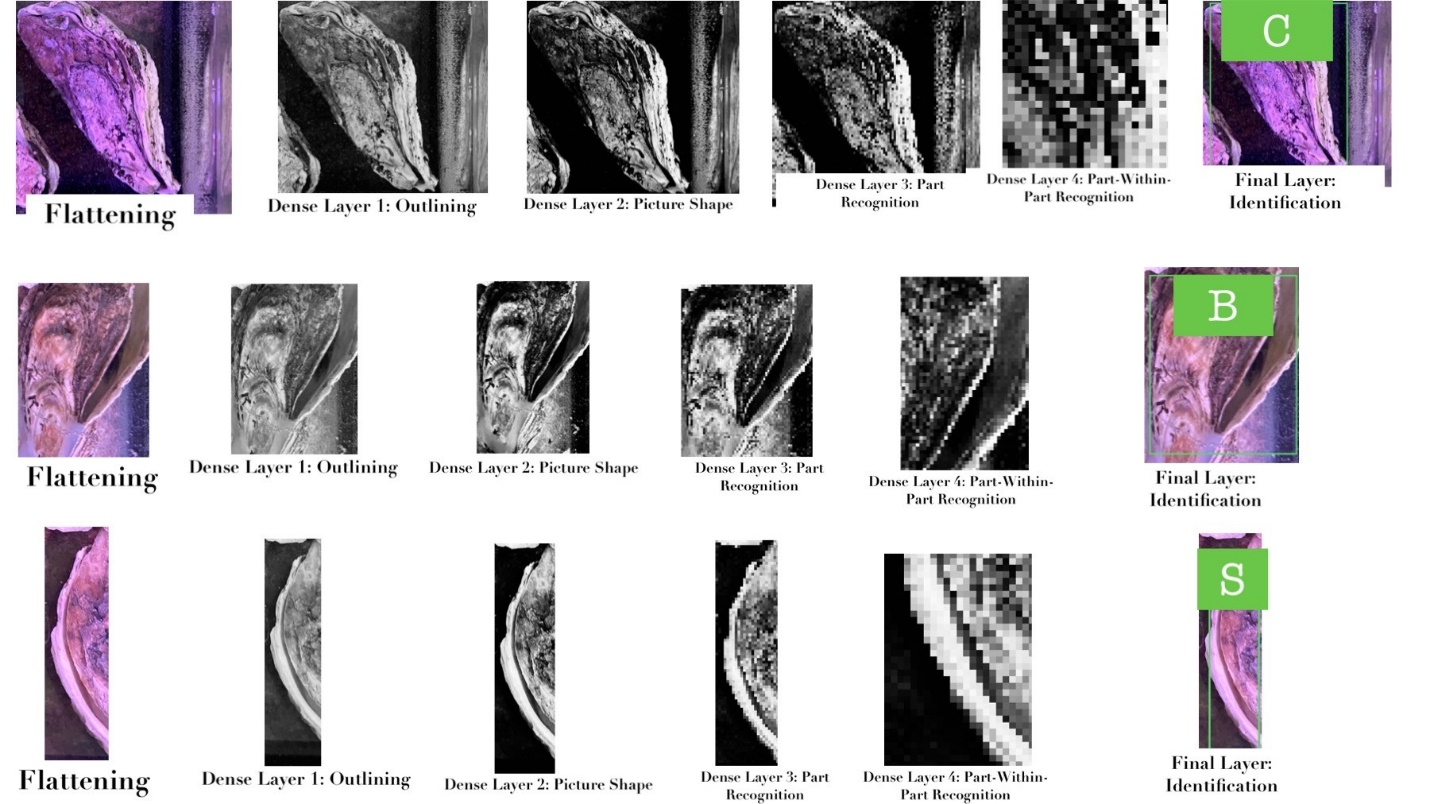 C
Flattening
Dense Layer 1: Outlining
Dense Layer 2: Picture Shape
Dense Layer 3: Part
Recognition
Dense Layer 4: Part-Within-
Part Recognition
Final Layer:
Identification
B
Flattening
Dense Layer 1: Outlining
Dense Layer 2: Picture Shape
Dense Layer 3: Part
Recognition
Dense Layer 4: Part-Within-
Part Recognition
Final Layer:
Identification
S
Flattening
Dense Layer 1: Outlining
Dense Layer 2: Picture Shape
Dense Layer 3: Part
Recognition
Dense Layer 4: Part-Within-
Part Recognition
Final Layer:
Identification